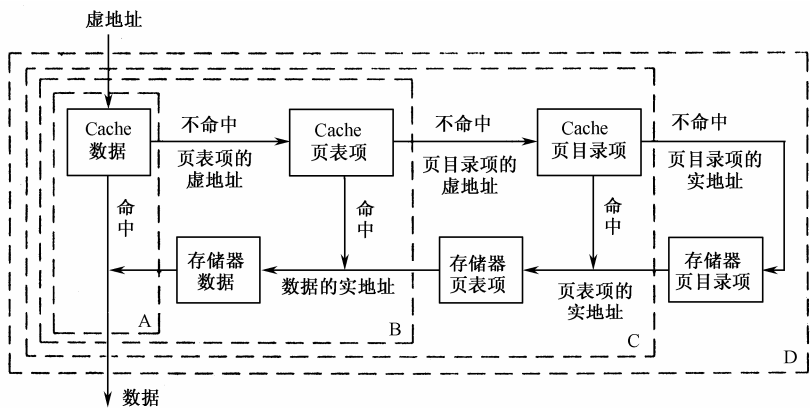 虚地址
Cache
数据
不命中
页表项的
虚地址
Cache
页表项
不命中
页目录项的
虚地址
Cache
页目录项
不命中
页目录项的
实地址
命
中
命
中
命
中
存储器
数据
数据的实地址
存储器
页表项
页表项的
实地址
存储器
页目录项
A
B
C
D
数据